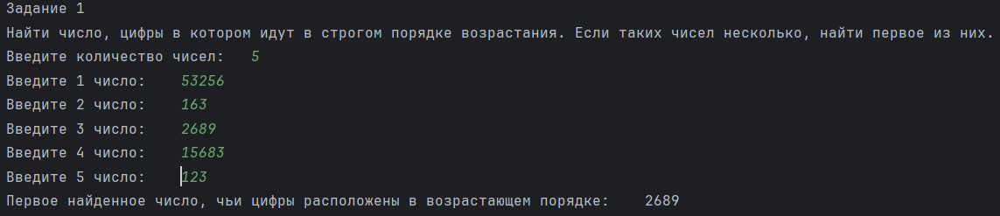 Задание 1
Найти число, цифры в котором идут в строгом порядке возрастания. Если таких чисел несколько, найти первое из них.
Введите количество чисел: 5
Введите 1 число: 53256
Введите 2 число: 163
Введите 3 число: 2689
Введите 4 число: 15683
Введите 5 число: 123
Первое найденное число, чьи цифры расположены в возрастающем порядке: 2689